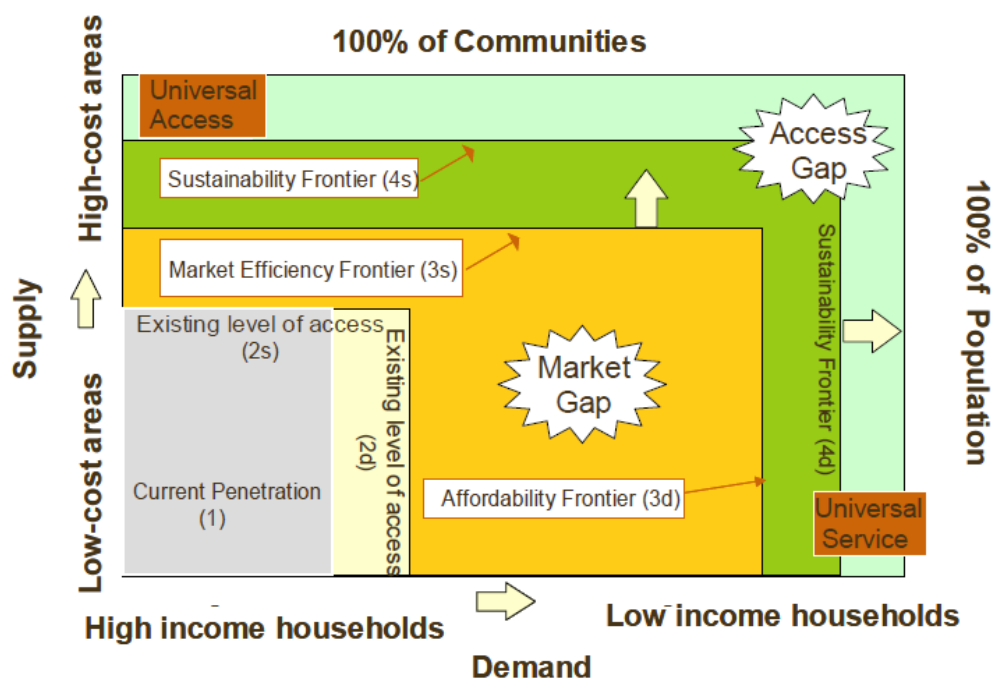 100% of Communities
High-cost areas
Universal
Access
Access
Gap
Sustainability Frontier (4s)
Market Efficiency Frontier (3s)
Supply
Existing level of access
(2s)
Existing level of access
(2d)
Market
Gap
Sustainability Frontier (4d)
100% of Population
Low-cost areas
Current Penetration
(1)
Affordability Frontier (3d)
Universal
Service
High income households
Low income households
Demand